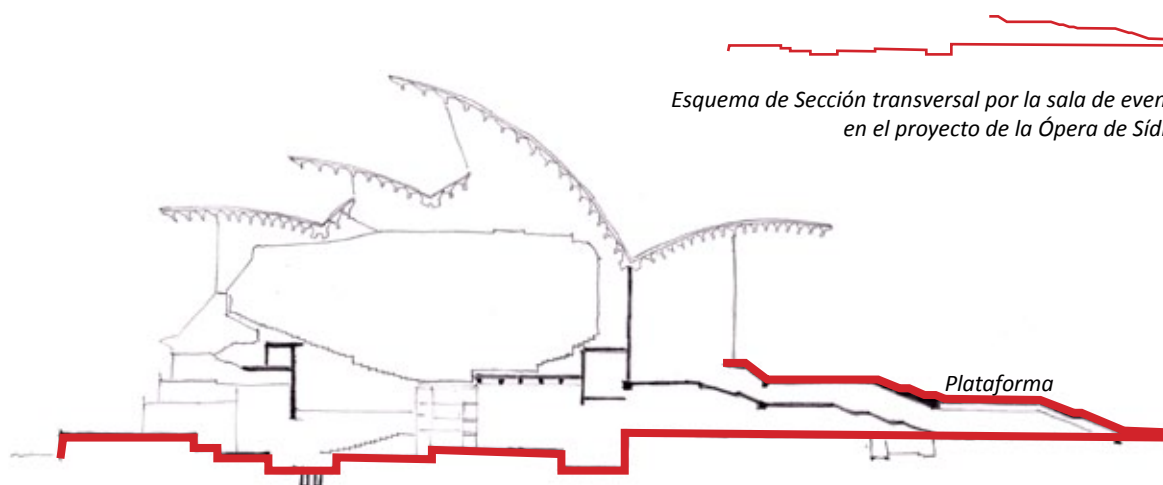 Esquema de Sección transversal por la sala de even
en el proyecto de la Ópera de Síd
Plataforma